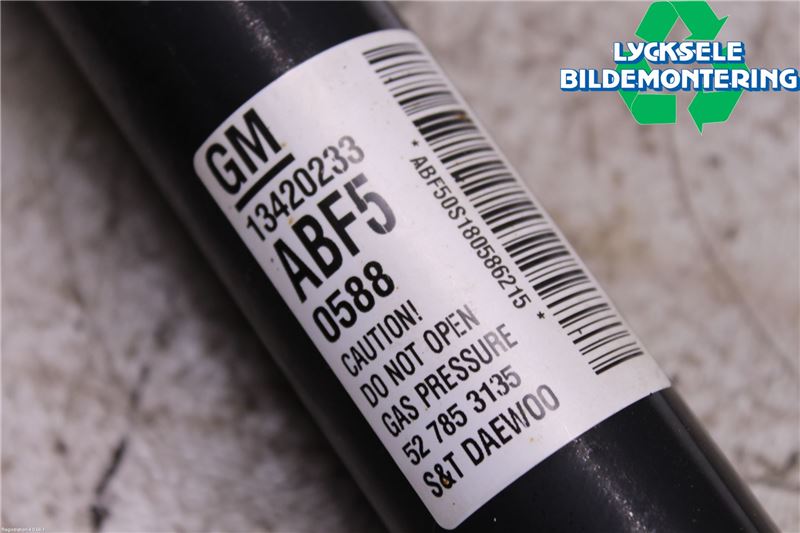 LYCKSELE
BILDEMONTERING
GM
13420233
ABF5
0588
CAUTION!
DO NOT OPEN
GAS PRESSURE
52 785 3135
S&T DAEWOO
* ABF50S180586215 *